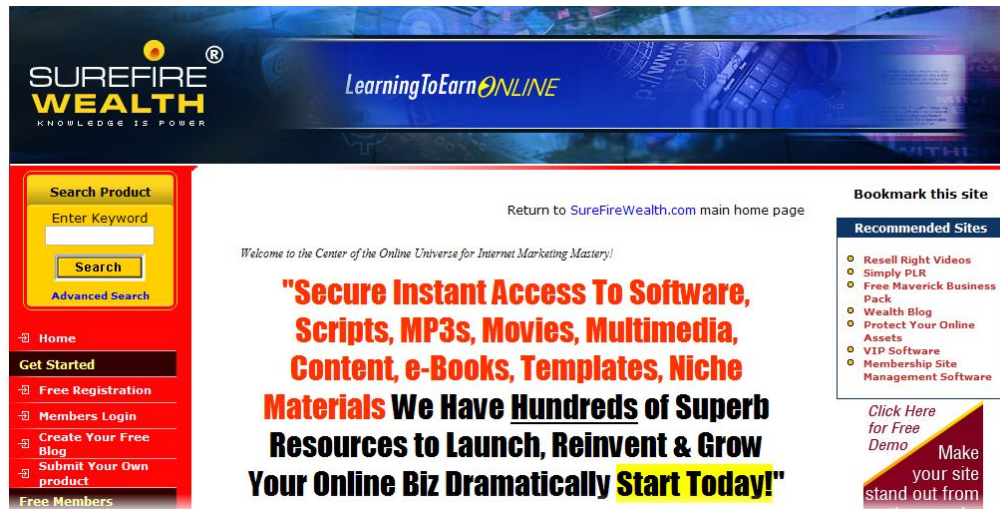 SUREFIRE®
WEALTH
KNOWLEDGE IS POWER
LearningToEarnONLINE
Search Product
Enter Keyword
Search
Advanced Search
Home
Get Started
Free Registration
Members Login
Create Your Free
Blog
Submit Your Own
product
Free Members
Return to SureFireWealth.com main home page
Welcome to the Center of the Online Universe for Internet Marketing Mastery!
"Secure Instant Access To Software,
Scripts, MP3s, Movies, Multimedia,
Content, e-Books, Templates, Niche
Materials We Have Hundreds of Superb
Resources to Launch, Reinvent & Grow
Your Online Biz Dramatically Start Today!"
Bookmark this site
Recommended Sites
Resell Right Videos
Simply PLR
Free Maverick Business
Pack
Wealth Blog
Protect Your Online
Assets
VIP Software
Membership Site
Management Software
Click Here
for Free
Demo
Make
your site
stand out from